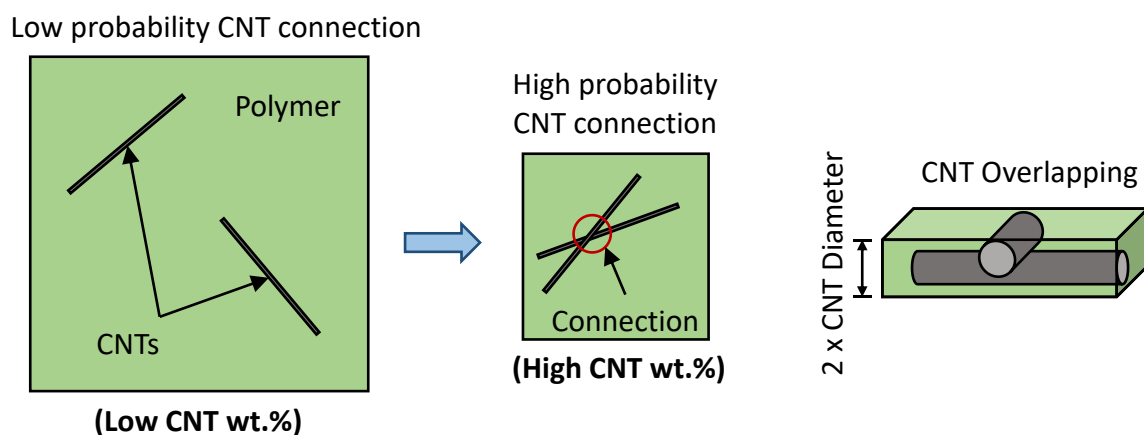 Low probability CNT connection
Polymer
CNTs
(Low CNT wt.%)
High probability
CNT connection
Connection
(High CNT wt.%)
2 x CNT Diameter
CNT Overlapping